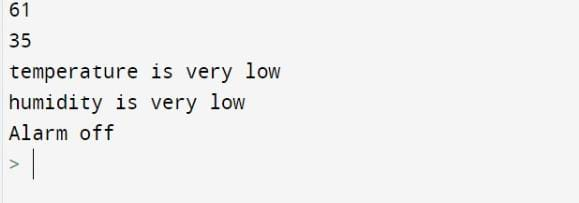 61
35
temperature is very low
humidity is very low
Alarm off
>